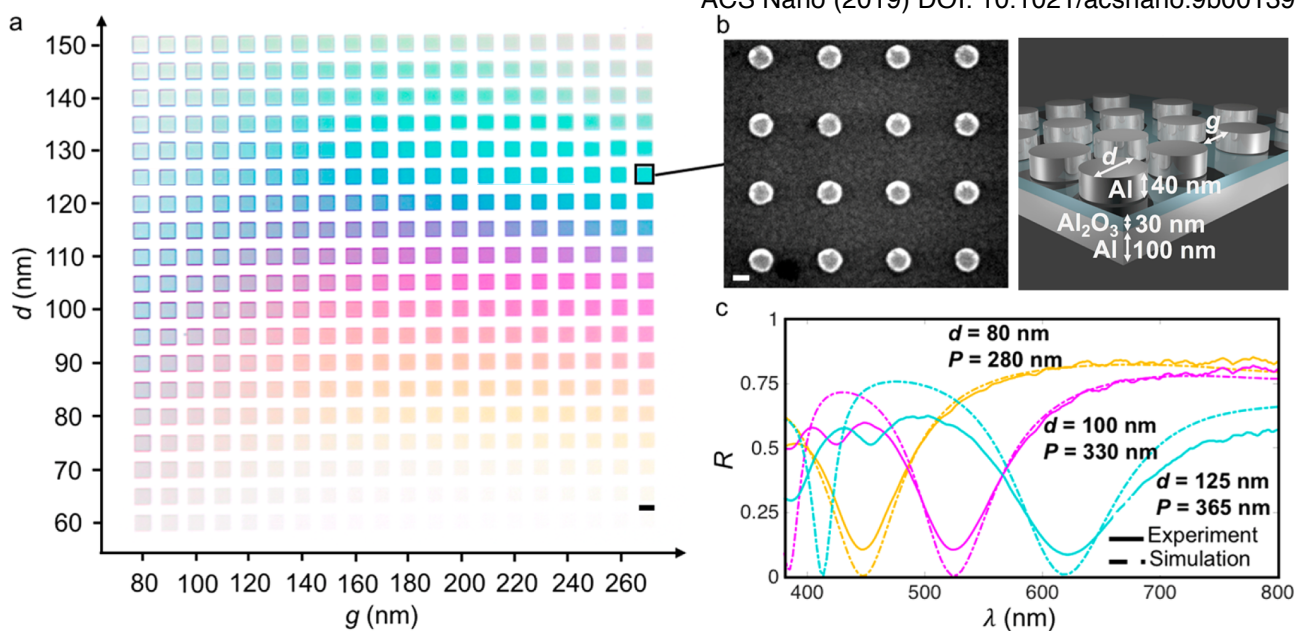 ACS Nano (2019) DOI: 10.1021/acsnano.9b00139
a
150
140
130
120
110
100
90
80
70
60
d (nm)
80 100 120 140 160 180 200 220 240 260
g (nm)
b
g
d
Al 40 nm
Al₂O₃ 30 nm
Al 100 nm
c
1
0.75
0.5
0.25
0
R
d = 80 nm
P = 280 nm
d = 100 nm
P = 330 nm
d = 125 nm
P = 365 nm
Experiment
Simulation
400 500 600 700 800
λ (nm)